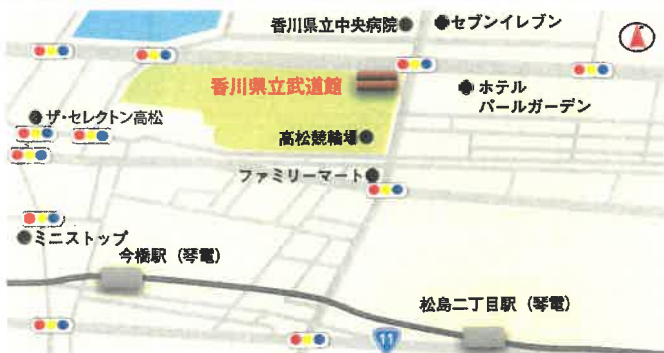 香川県立中央病院
セブンイレブン
香川県立武道館
ホテル
パールガーデン
ザ・セレクトン高松
高松競輪場
ファミリーマート
ミニストップ
今橋駅（琴電）
松島二丁目駅（琴電）
11